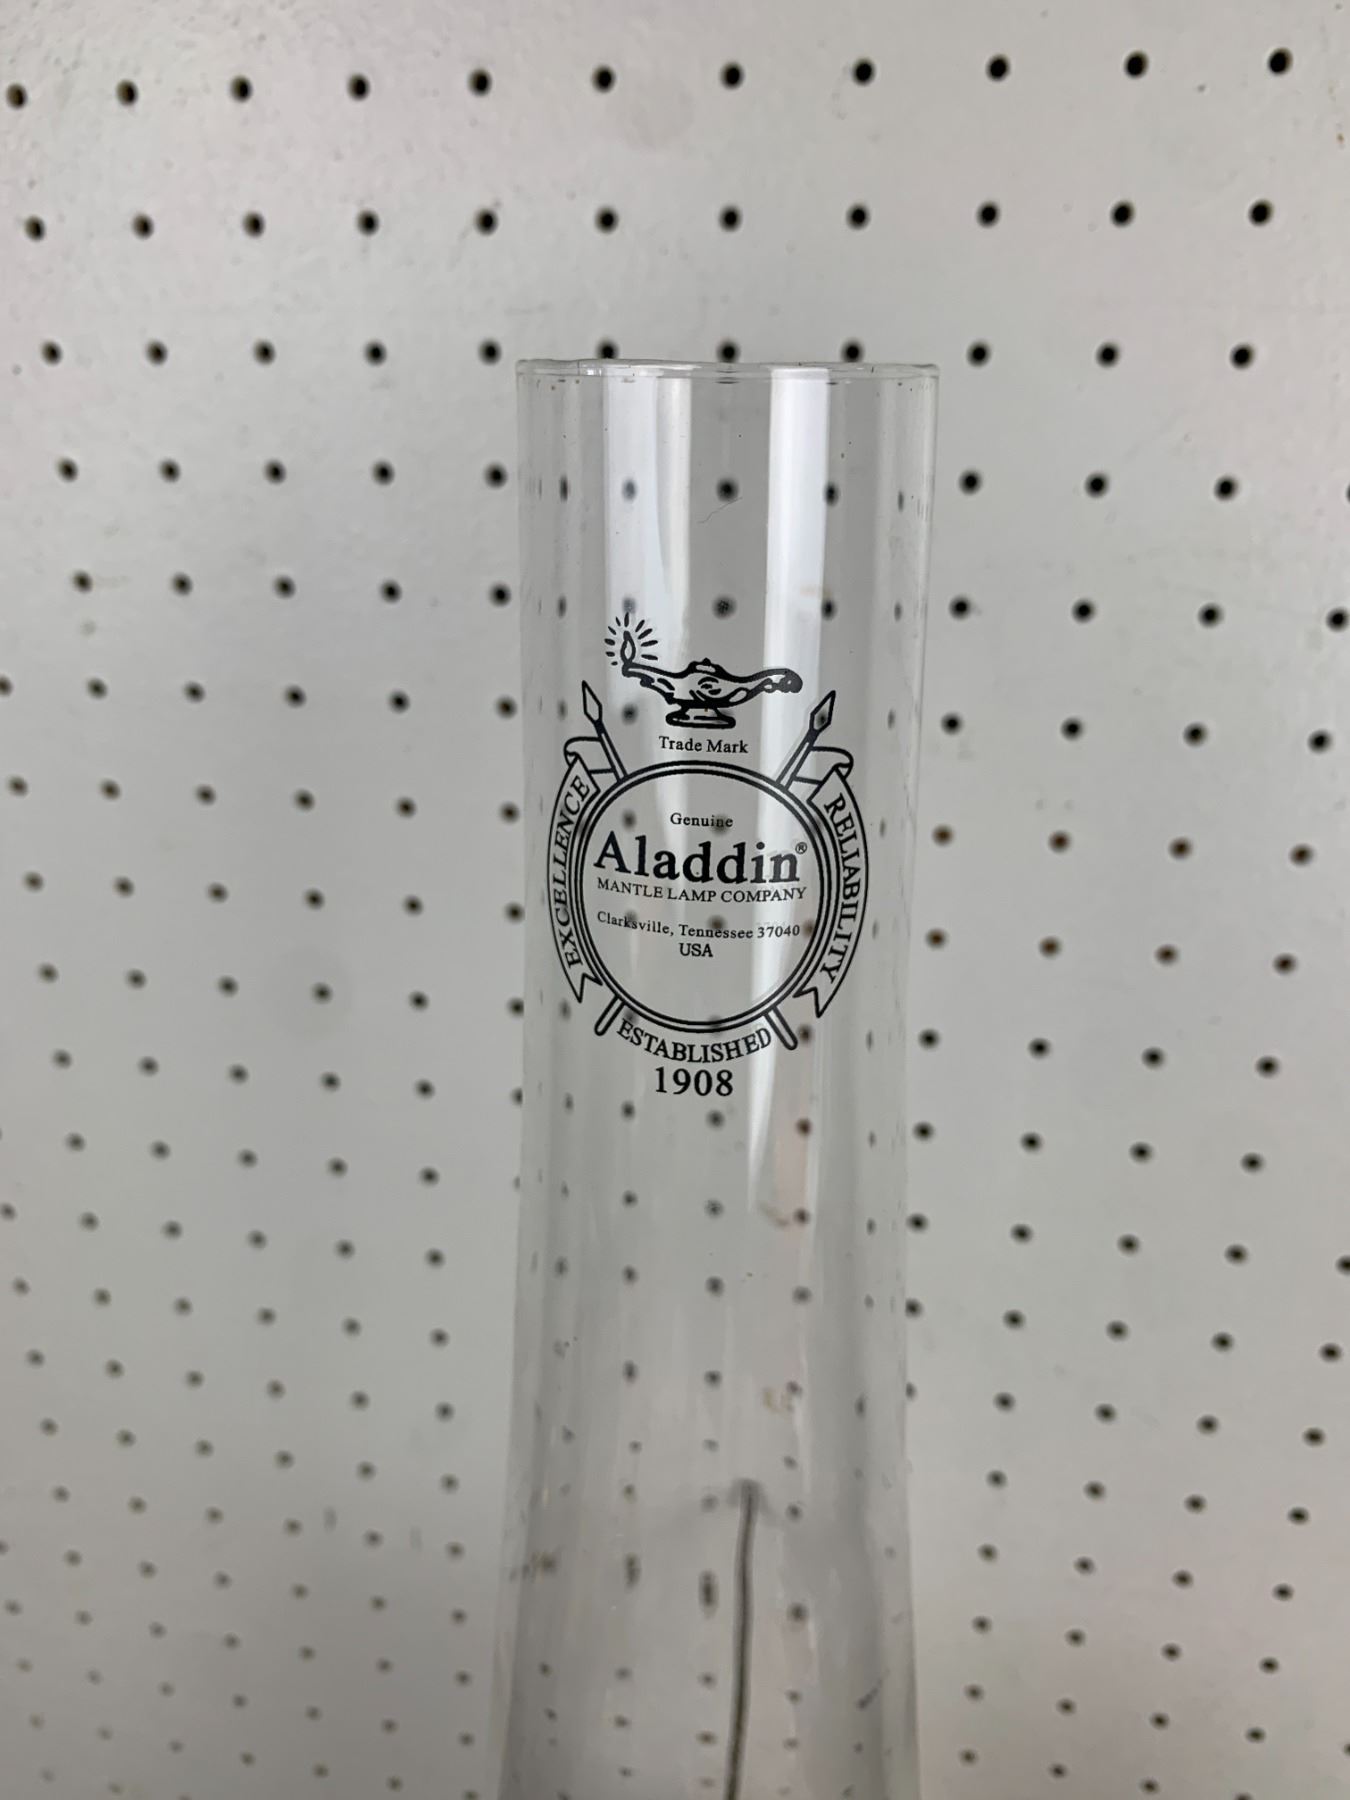 Trade Mark
Genuine
Aladdin®
MANTLE LAMP COMPANY
Clarksville, Tennessee 37040
USA
EXCELLENCE
RELIABILITY
ESTABLISHED
1908